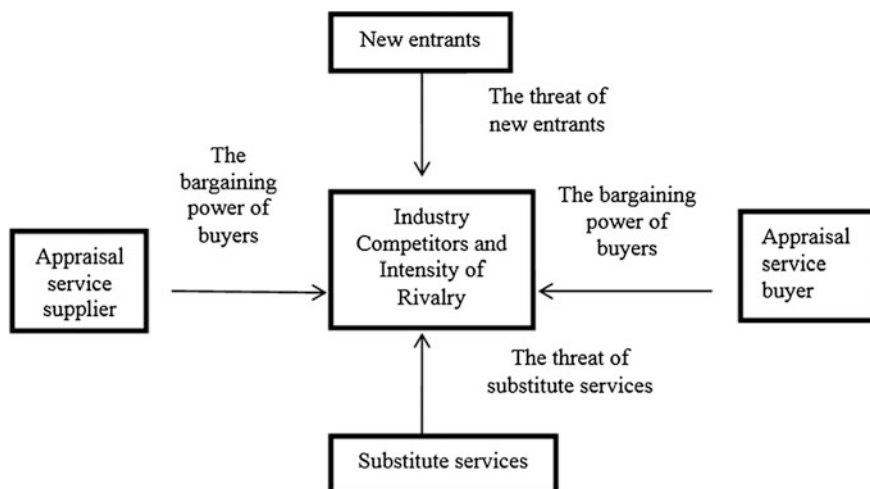 New entrants
The threat of
new entrants
The
bargaining
power of
buyers
Industry
Competitors and
Intensity of
Rivalry
The bargaining
power of
buyers
Appraisal
service
supplier
Appraisal
service
buyer
The threat of
substitute services
Substitute services